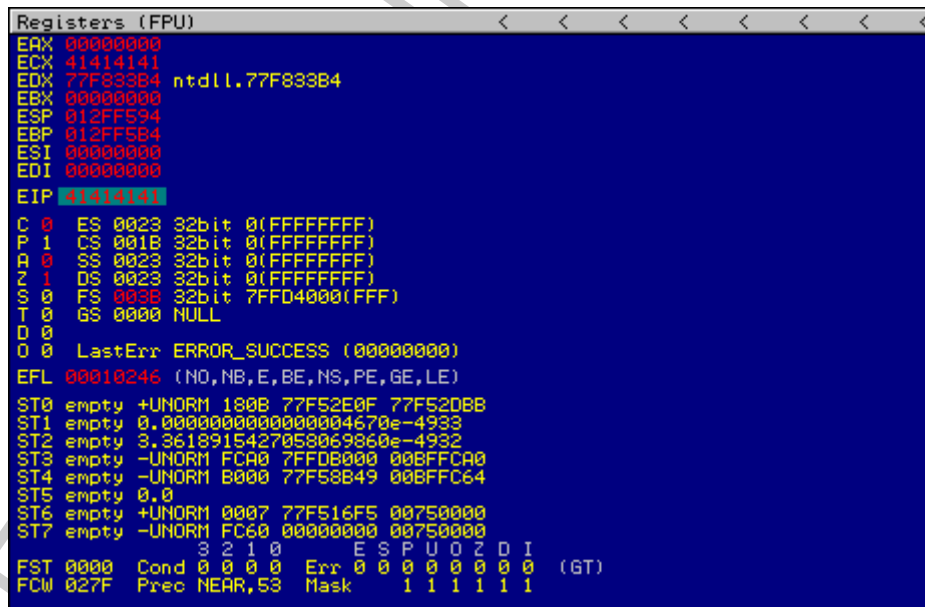 Registers (FPU) < < < < < < < <
EAX 00000000
ECX 41414141
EDX 77F833B4 ntdll.77F833B4
EBX 00000000
ESP 012FF594
EBP 012FF5B4
ESI 00000000
EDI 00000000
EIP 41414141
C 0 ES 0023 32bit 0(FFFFFFFF)
P 1 CS 001B 32bit 0(FFFFFFFF)
A 0 SS 0023 32bit 0(FFFFFFFF)
Z 1 DS 0023 32bit 0(FFFFFFFF)
S 0 FS 003B 32bit 7FFD4000(FFF)
T 0 GS 0000 NULL
D 0
O 0 LastErr ERROR_SUCCESS (00000000)
EFL 00010246 (NO,NB,E,BE,NS,PE,GE,LE)
ST0 empty +UNORM 180B 77F52E0F 77F52DBB
ST1 empty 0.0000000000000004670e-4933
ST2 empty 3.3618915427058069860e-4932
ST3 empty -UNORM FCA0 7FFDB000 00BFFCA0
ST4 empty -UNORM B000 77F58B49 00BFFC64
ST5 empty 0.0
ST6 empty +UNORM 0007 77F516F5 00750000
ST7 empty -UNORM FC60 00000000 00750000
3 2 1 0 E S P U O Z D I
FST 0000 Cond 0 0 0 0 Err 0 0 0 0 0 0 0 0 (GT)
FCW 027F Prec NEAR,53 Mask 1 1 1 1 1 1